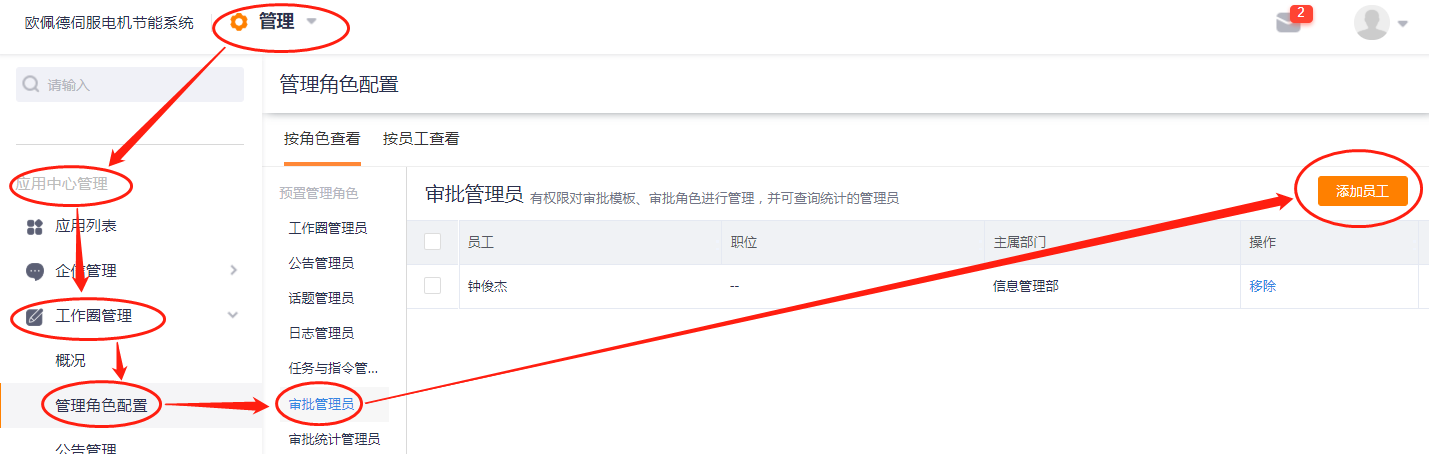 欧佩德伺服电机节能系统
管理
2
请输入
应用中心管理
应用列表
企信管理
工作圈管理
概况
管理角色配置
公告管理
管理角色配置
按角色查看 按员工查看
预置管理角色
工作圈管理员
公告管理员
话题管理员
日志管理员
任务与指令管...
审批管理员
审批统计管理员
审批管理员 有权限对审批模板、审批角色进行管理，并可查询统计的管理员
添加员工
员工 职位 主属部门 操作
钟俊杰 -- 信息管理部 移除